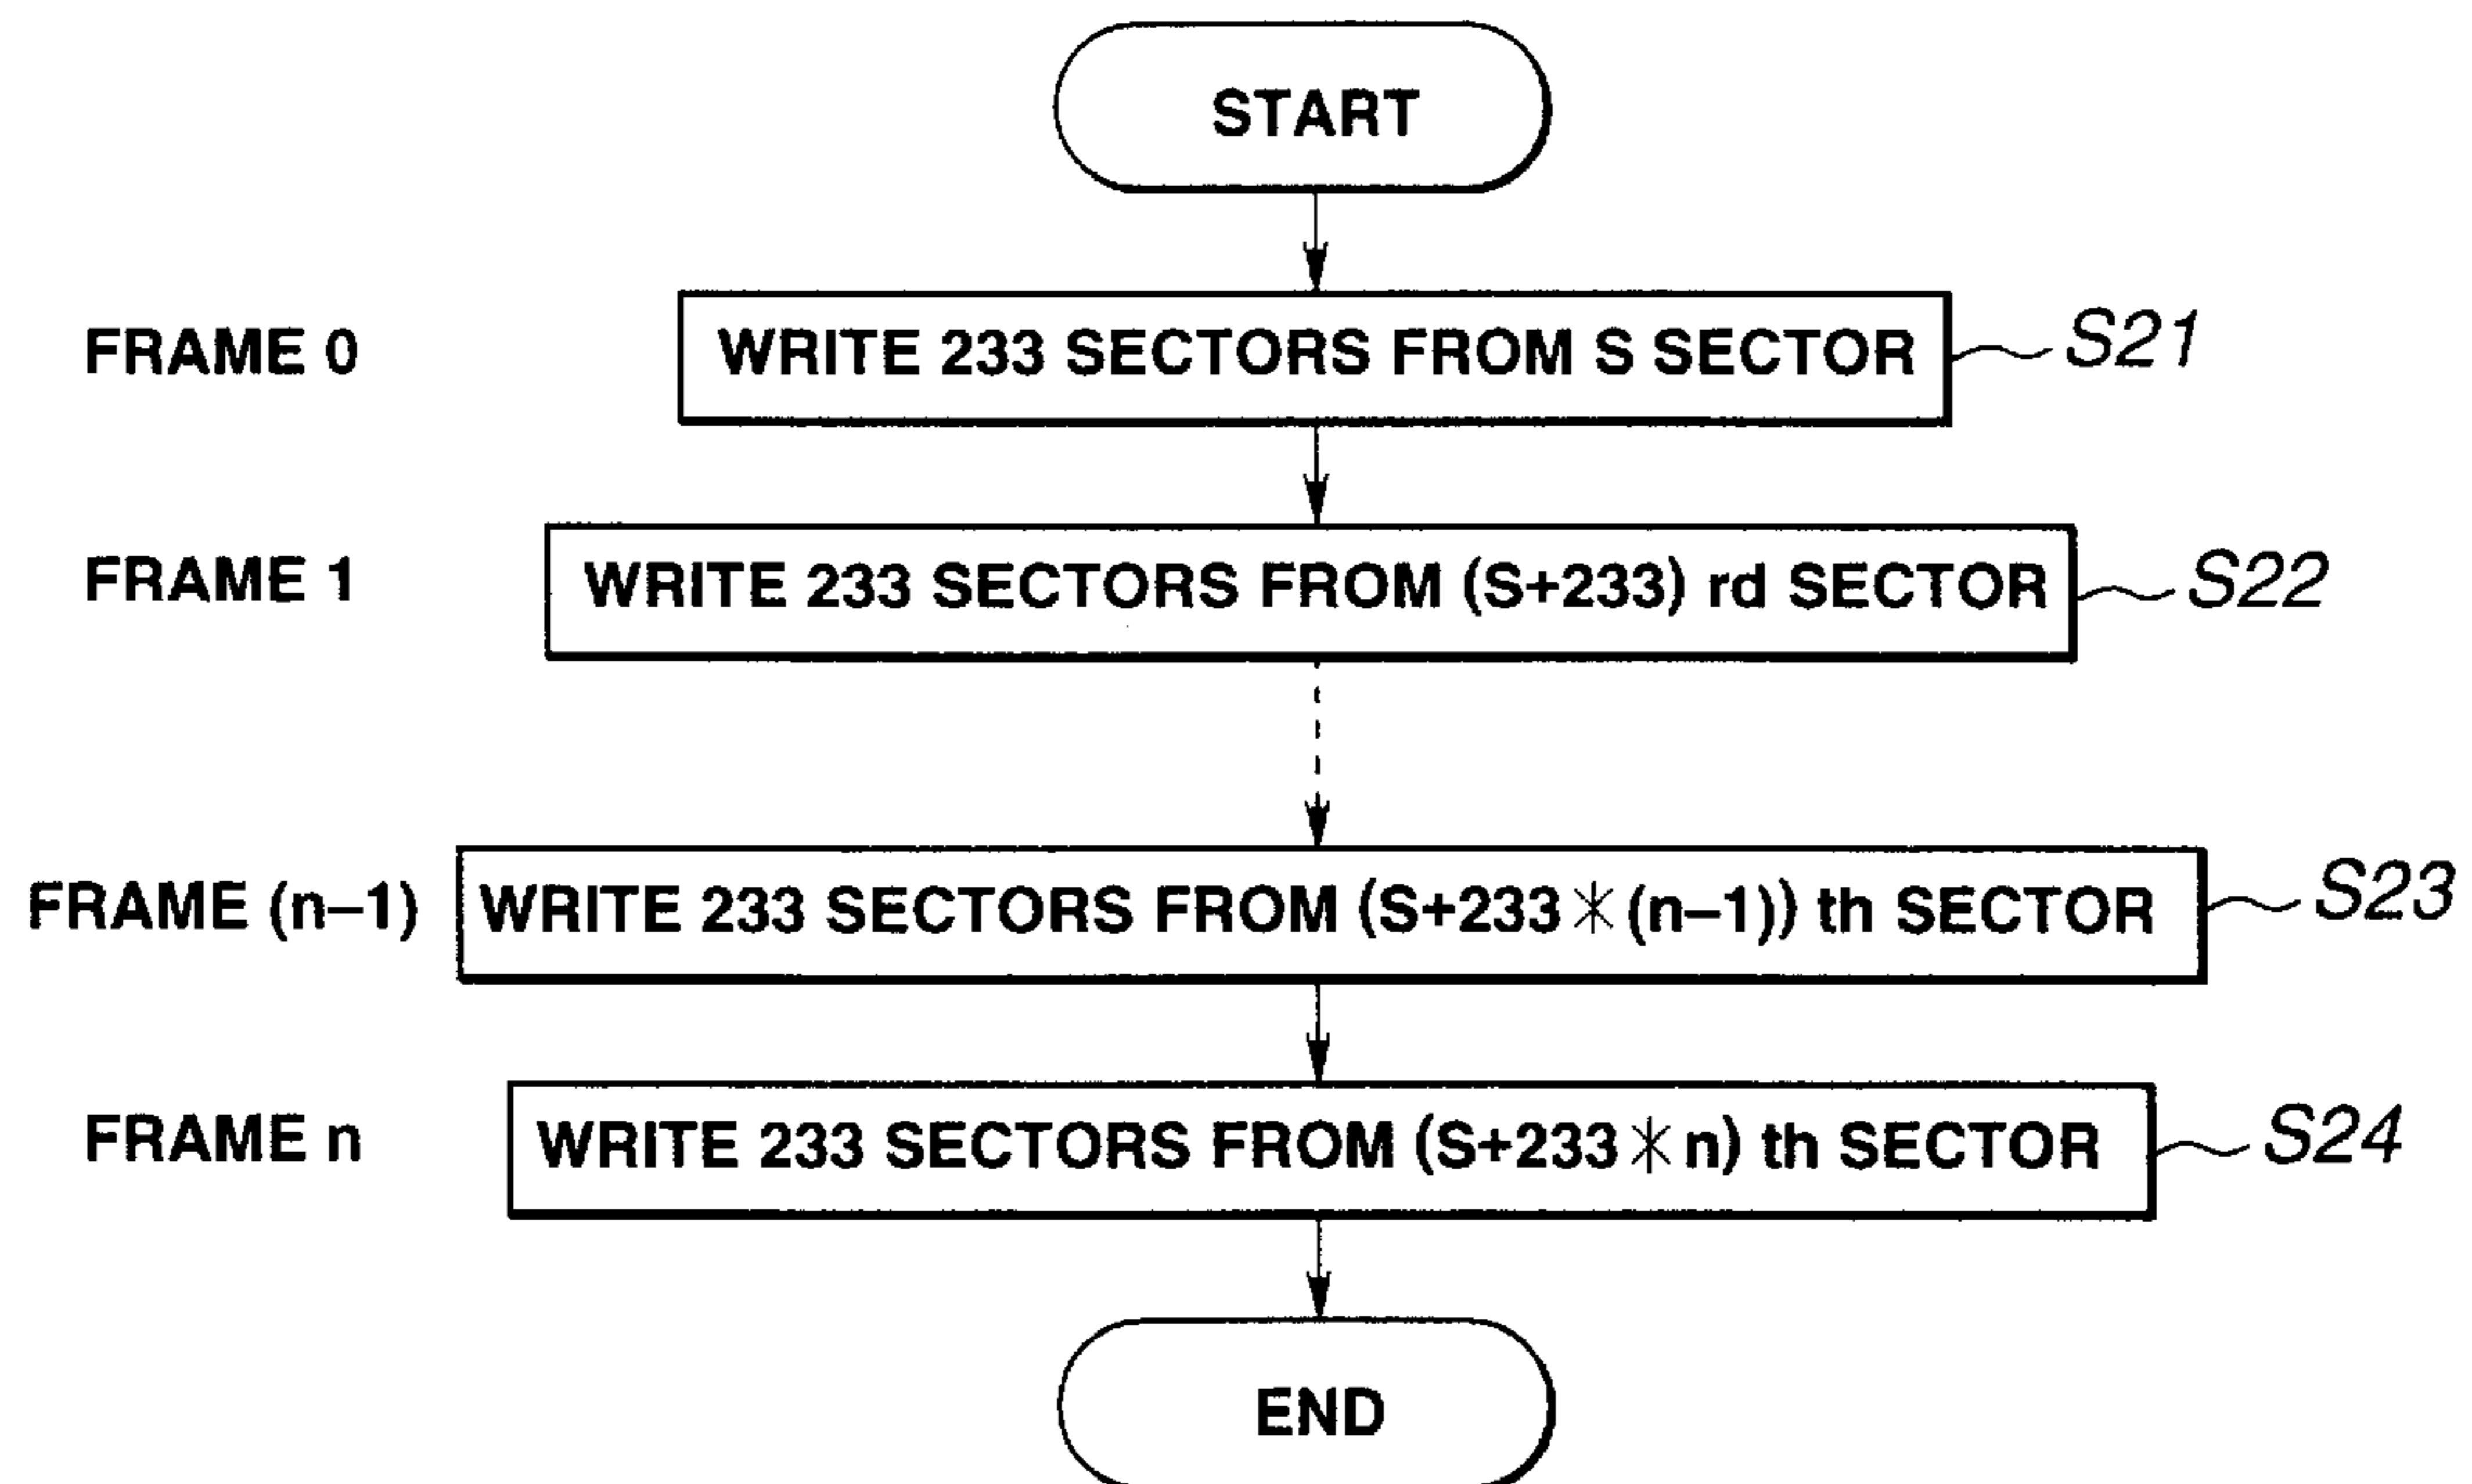 START
FRAME 0 WRITE 233 SECTORS FROM S SECTOR S21
FRAME 1 WRITE 233 SECTORS FROM (S+233) rd SECTOR S22
FRAME (n–1) WRITE 233 SECTORS FROM (S+233*(n–1)) th SECTOR S23
FRAME n WRITE 233 SECTORS FROM (S+233*n) th SECTOR S24
END